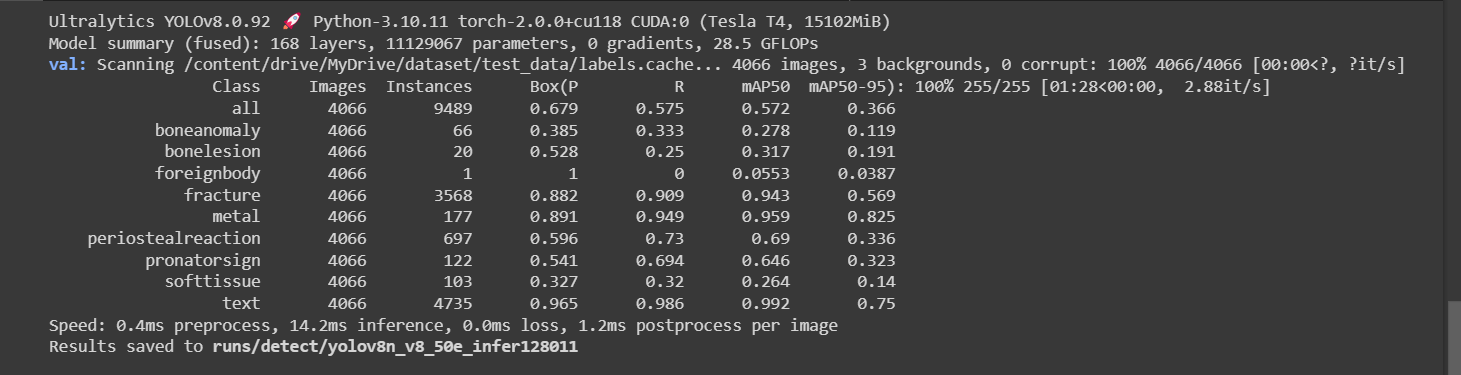 Ultralytics YOLOv8.0.92 🚀 Python-3.10.11 torch-2.0.0+cu118 CUDA:0 (Tesla T4, 15102MiB)
Model summary (fused): 168 layers, 11129067 parameters, 0 gradients, 28.5 GFLOPs
val: Scanning /content/drive/MyDrive/dataset/test_data/labels.cache... 4066 images, 3 backgrounds, 0 corrupt: 100% 4066/4066 [00:00<?, ?it/s]
Class Images Instances Box(P R mAP50 mAP50-95): 100% 255/255 [01:28<00:00, 2.88it/s]
all 4066 9489 0.679 0.575 0.572 0.366
boneanomaly 4066 66 0.385 0.333 0.278 0.119
bonelesion 4066 20 0.528 0.25 0.317 0.191
foreignbody 4066 1 1 0 0.0553 0.0387
fracture 4066 3568 0.882 0.909 0.943 0.569
metal 4066 177 0.891 0.949 0.959 0.825
periostealreaction 4066 697 0.596 0.73 0.69 0.336
pronatorsign 4066 122 0.541 0.694 0.646 0.323
softtissue 4066 103 0.327 0.32 0.264 0.14
text 4066 4735 0.965 0.986 0.992 0.75
Speed: 0.4ms preprocess, 14.2ms inference, 0.0ms loss, 1.2ms postprocess per image
Results saved to runs/detect/yolov8n_v8_50e_infer128011